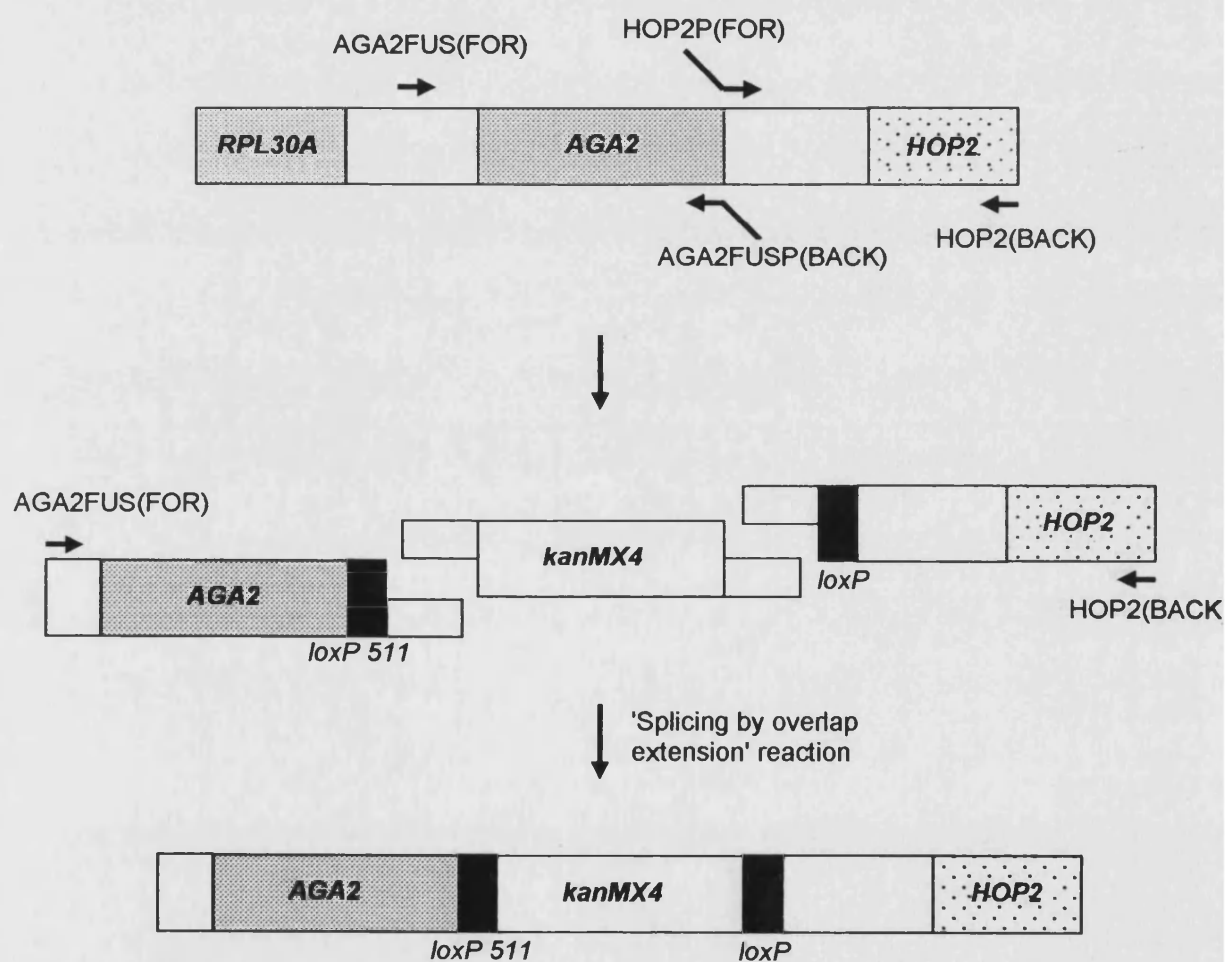 HOP2P(FOR)
AGA2FUS(FOR)
RPL30A
AGA2
HOP2
AGA2FUSP(BACK)
HOP2(BACK)
AGA2FUS(FOR)
AGA2
loxP 511
kanMX4
loxP
HOP2
HOP2(BACK
'Splicing by overlap
extension' reaction
AGA2
kanMX4
HOP2
loxP 511
loxP